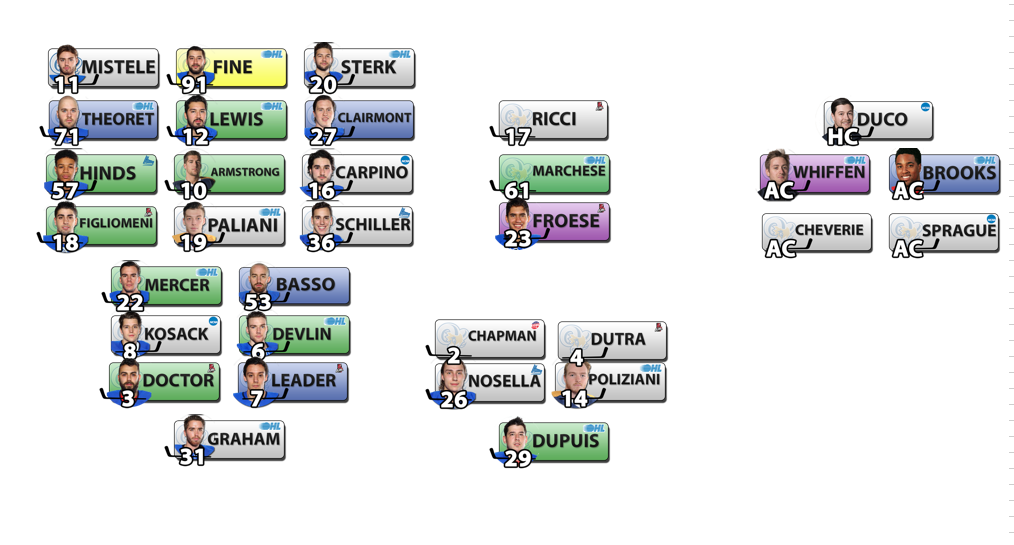 MISTELE
11
FINE
OHL
91
STERK
OHL
20
THEORET
OHL
71
LEWIS
OHL
12
CLAIRMONT
27
RICCI
17
DUCO
HC
HINDS
57
ARMSTRONG
10
CARPINO
16
MARCHESE
OHL
61
WHIFFEN
OHL
AC
BROOKS
OHL
AC
FIGLIOMENI
18
PALIANI
OHL
19
SCHILLER
36
FROESE
23
CHEVERIE
AC
SPRAGUE
AC
MERCER
OHL
22
BASSO
53
KOSACK
8
DEVLIN
OHL
6
CHAPMAN
2
DUTRA
4
DOCTOR
3
LEADER
7
NOSELLA
26
POLIZIANI
OHL
14
GRAHAM
OHL
31
DUPUIS
OHL
29